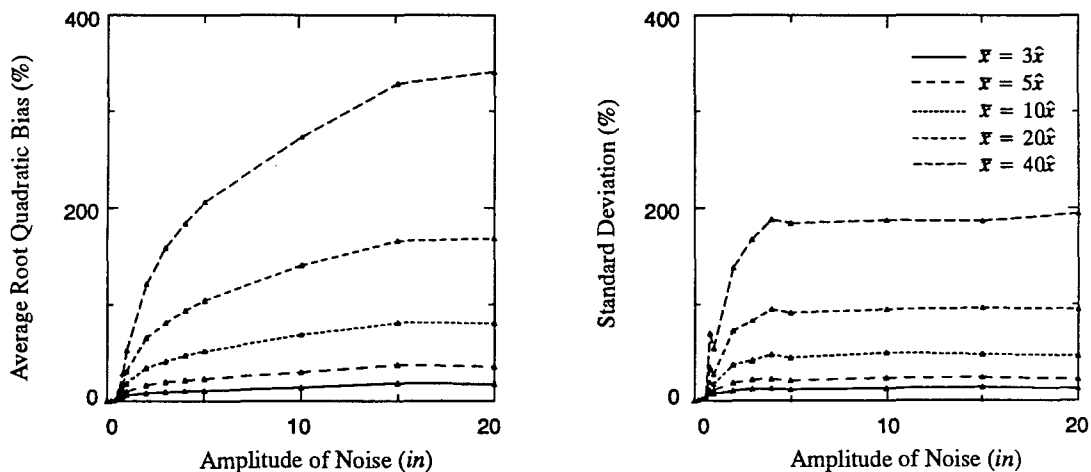 400
200
0
0
10
20
Average Root Quadratic Bias (%)
Amplitude of Noise (in)
400
200
0
0
10
20
Standard Deviation (%)
Amplitude of Noise (in)
x̄ = 3x̂
x̄ = 5x̂
x̄ = 10x̂
x̄ = 20x̂
x̄ = 40x̂